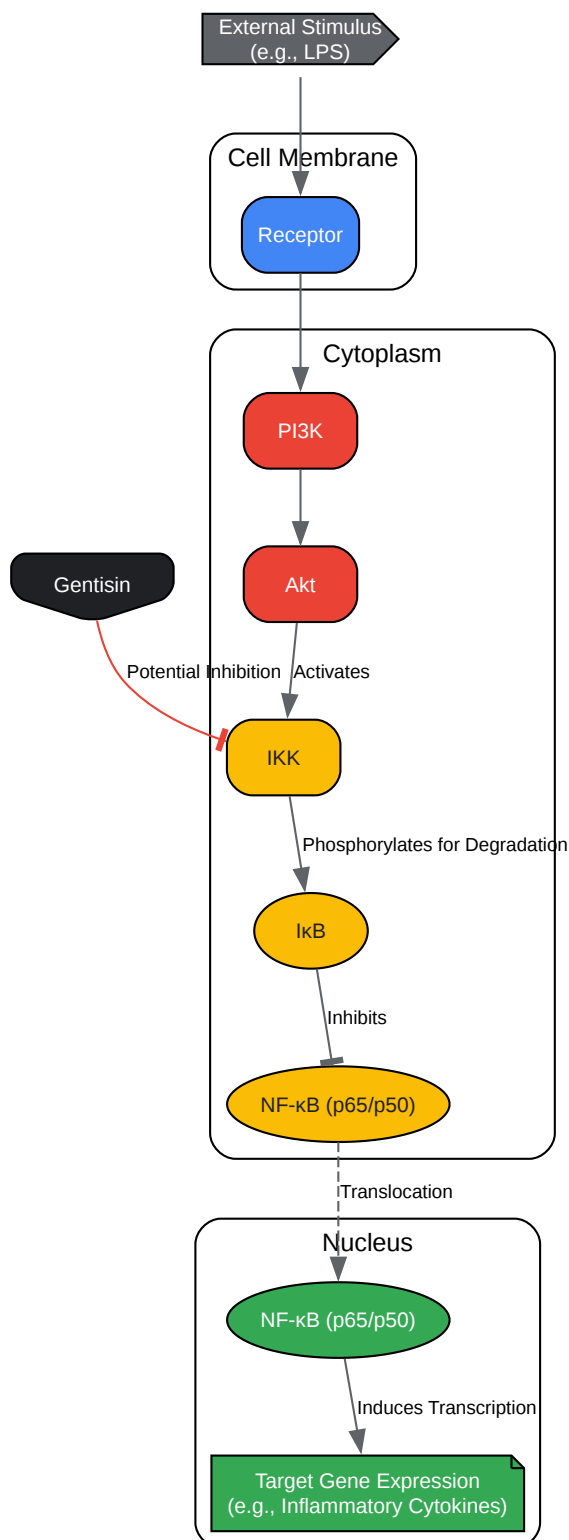 External Stimulus
(e.g., LPS)
Cell Membrane
Receptor
Cytoplasm
PI3K
Gentisin
Akt
Potential Inhibition
Activates
IKK
Phosphorylates for Degradation
IκB
Inhibits
NF-κB (p65/p50)
Translocation
Nucleus
NF-κB (p65/p50)
Induces Transcription
Target Gene Expression
(e.g., Inflammatory Cytokines)